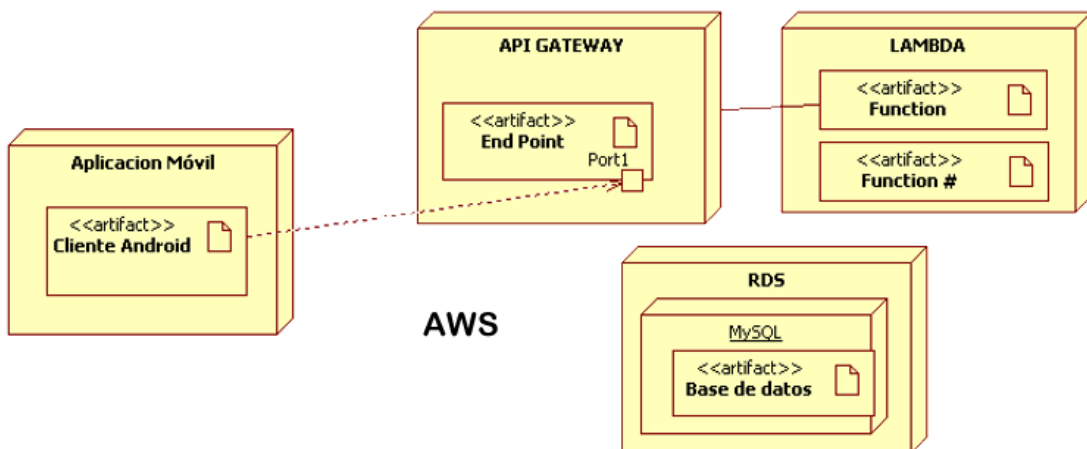 API GATEWAY
<<artifact>>
End Point
Port1
LAMBDA
<<artifact>>
Function
<<artifact>>
Function #
Aplicacion Móvil
<<artifact>>
Cliente Android
AWS
RDS
MySQL
<<artifact>>
Base de datos